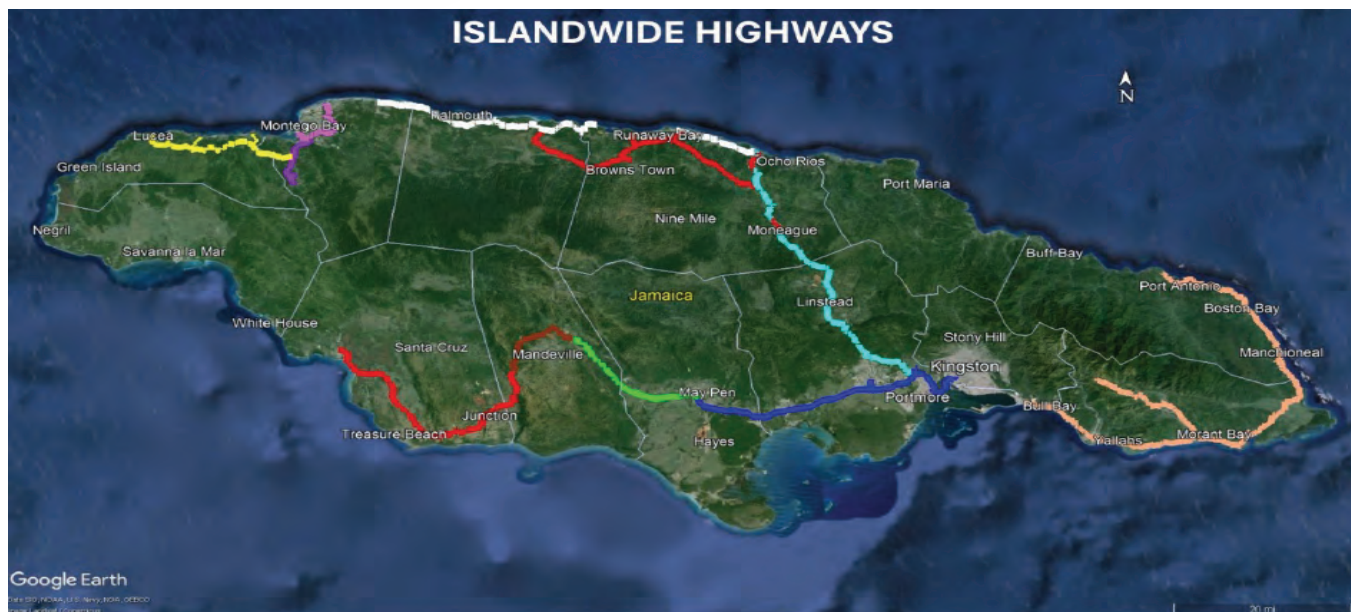 ISLANDWIDE HIGHWAYS
N
Falmouth
Lucea
Montego Bay
Runaway Bay
Green Island
Ocho Rios
Browns Town
Port Maria
Nine Mile
Negril
Moneague
Savanna la Mar
Buff Bay
Port Antonio
Jamaica
Linstead
Boston Bay
White House
Stony Hill
Santa Cruz
Mandeville
Manchioneal
Kingston
May Pen
Portmore
Junction
Bull Bay
Treasure Beach
Hayes
Yallahs
Morant Bay
Google Earth
20 mi